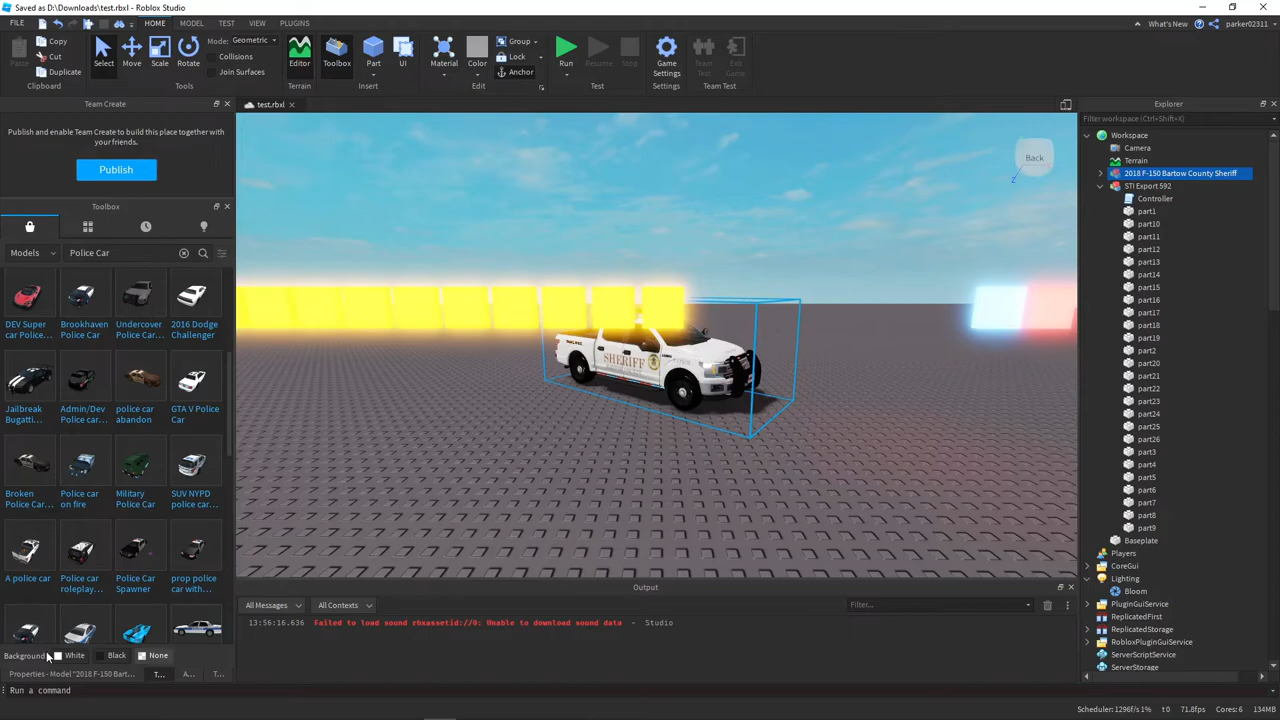 Saved as D:\Downloads\test.rbxl - Roblox Studio
FILE HOME MODEL TEST VIEW PLUGINS What's New parker02311
Paste Copy Cut Duplicate Clipboard
Select Move Scale Rotate Mode: Geometric Collisions Join Surfaces Tools
Editor Terrain
Toolbox Part UI Insert
Material Color Group Lock Anchor Edit
Run Resume Stop Test
Game Settings Settings
Team Test Exit Game Team Test
Team Create
Publish and enable Team Create to build this place together with
your friends.
Publish
Toolbox
Models Police Car
DEV Super car Police...
Brookhaven Police Car
Undercover Police Car...
2016 Dodge Challenger
Jailbreak Bugatti...
Admin/Dev Police car...
police car abandon
GTA V Police Car
Broken Police Car...
Police car on fire
Military Police Car
SUV NYPD police car...
A police car
Police car roleplay...
Police Car Spawner
prop police car with...
Background: White Black None
Properties - Model "2018 F-150 Bart... T... A... T...
Run a command
test.rbxl
Back
Z
SHERIFF
Output
All Messages All Contexts Filter...
13:56:16.636 Failed to load sound rbxassetid://0: Unable to download sound data - Studio
Explorer
Filter workspace (Ctrl+Shift+X)
Workspace
Camera
Terrain
2018 F-150 Bartow County Sheriff
STI Export 592
Controller
part1
part10
part11
part12
part13
part14
part15
part16
part17
part18
part19
part2
part20
part21
part22
part23
part24
part25
part26
part3
part4
part5
part6
part7
part8
part9
Baseplate
Players
CoreGui
Lighting
Bloom
PluginGuiService
ReplicatedFirst
ReplicatedStorage
RobloxPluginGuiService
ServerScriptService
ServerStorage
Scheduler: 1296f/s 1% t 0 71.8fps Cores: 6 134MB